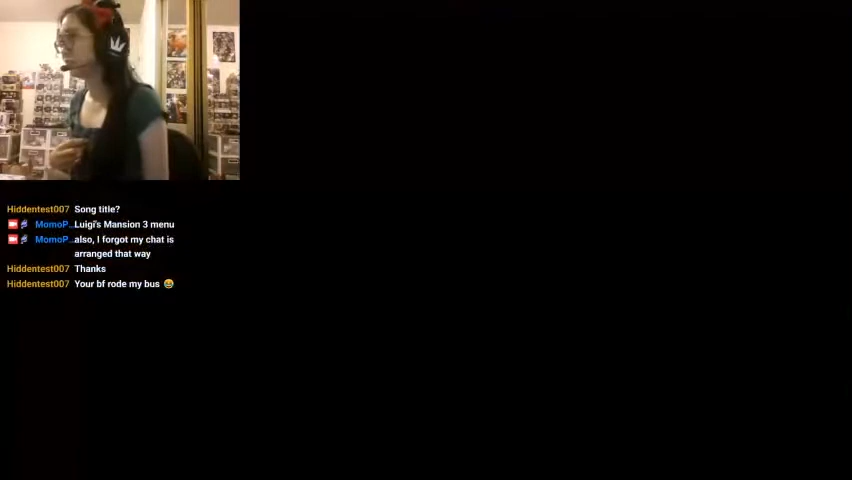 Hiddentest007 Song title?
MomoP... Luigi's Mansion 3 menu
MomoP... also, I forgot my chat is
arranged that way
Hiddentest007 Thanks
Hiddentest007 Your bf rode my bus 😂